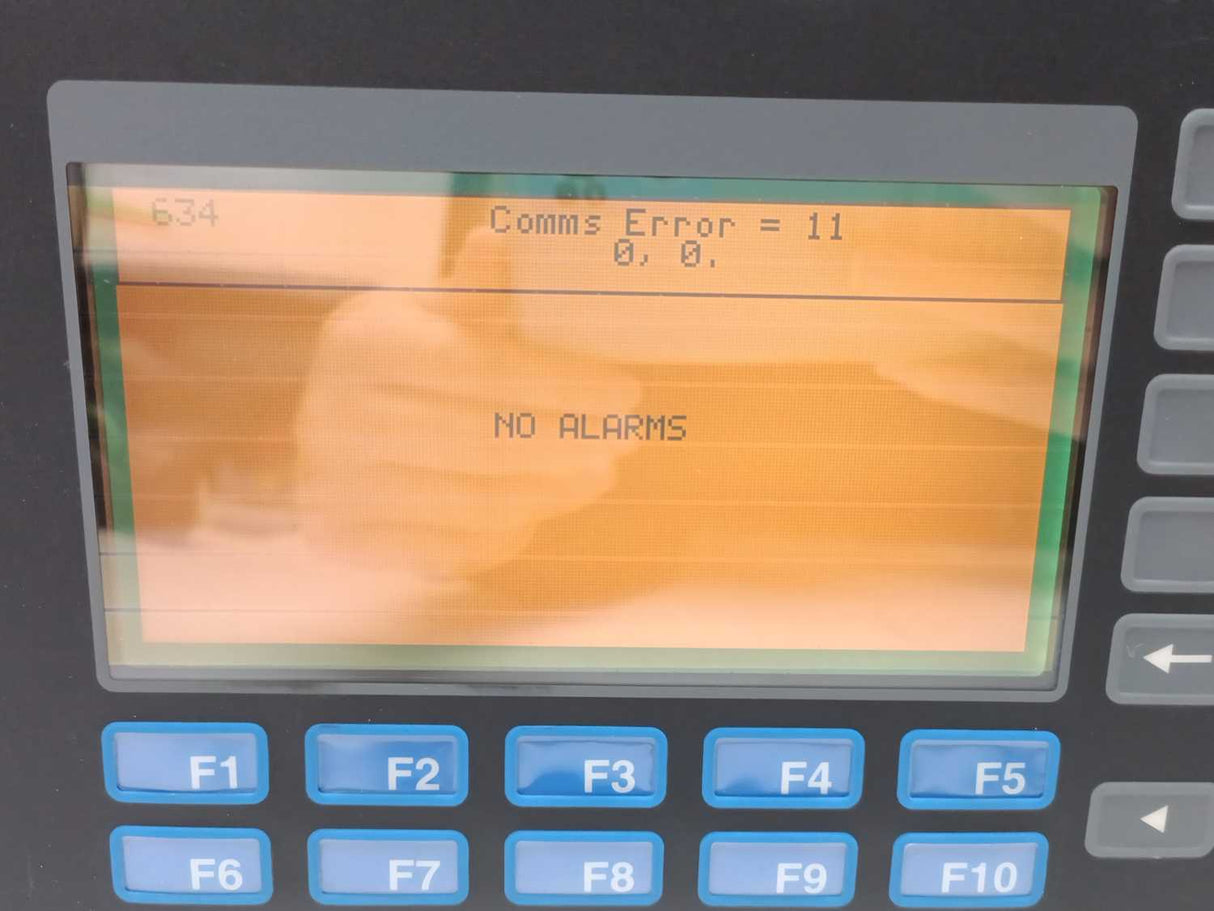 634 Comms Error = 11
0, 0.
NO ALARMS
F1 F2 F3 F4 F5
F6 F7 F8 F9 F10